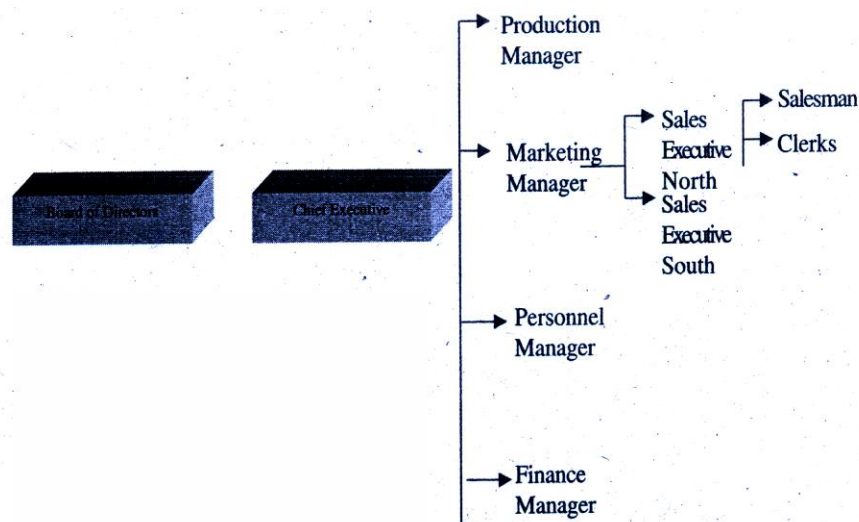 Board of Directors
Chief Executive
Production
Manager
Marketing
Manager
Sales
Executive
North
Sales
Executive
South
Salesman
Clerks
Personnel
Manager
Finance
Manager